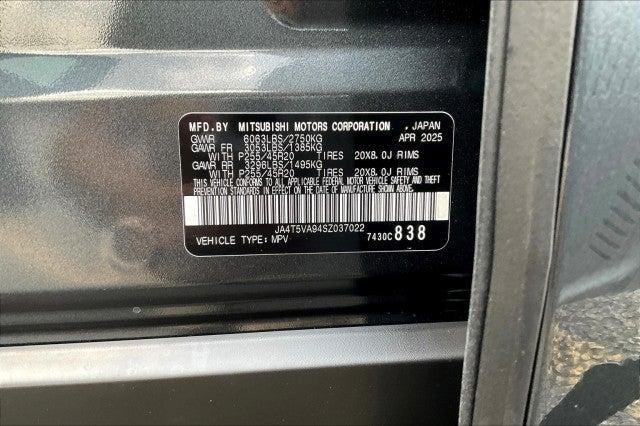 MFD.BY MITSUBISHI MOTORS CORPORATION , JAPAN
GVWR 6063LBS/2750KG APR 2025
GAWR FR 3053LBS/1385KG
WITH P255/45R20 TIRES 20X8.0J RIMS
GAWR RR 3296LBS/1495KG
WITH P255/45R20 TIRES 20X8.0J RIMS
THIS VEHICLE CONFORMS TO ALL APPLICABLE FEDERAL MOTOR VEHICLE SAFETY AND THEFT
PREVENTION STANDARDS IN EFFECT ON THE DATE OF MANUFACTURE SHOWN ABOVE.
JA4T5VA94SZ037022
VEHICLE TYPE: MPV 7430C 838